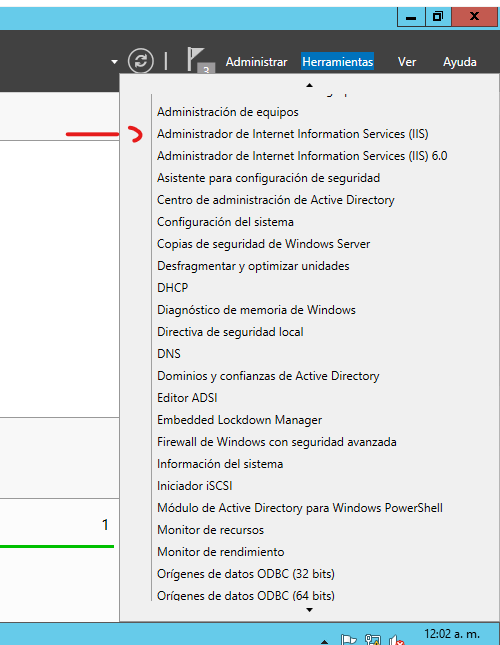 Administrar Herramientas Ver Ayuda
3
Administración de equipos
Administrador de Internet Information Services (IIS)
Administrador de Internet Information Services (IIS) 6.0
Asistente para configuración de seguridad
Centro de administración de Active Directory
Configuración del sistema
Copias de seguridad de Windows Server
Desfragmentar y optimizar unidades
DHCP
Diagnóstico de memoria de Windows
Directiva de seguridad local
DNS
Dominios y confianzas de Active Directory
Editor ADSI
Embedded Lockdown Manager
Firewall de Windows con seguridad avanzada
Información del sistema
Iniciador iSCSI
Módulo de Active Directory para Windows PowerShell
1
Monitor de recursos
Monitor de rendimiento
Orígenes de datos ODBC (32 bits)
Orígenes de datos ODBC (64 bits)
12:02 a. m.